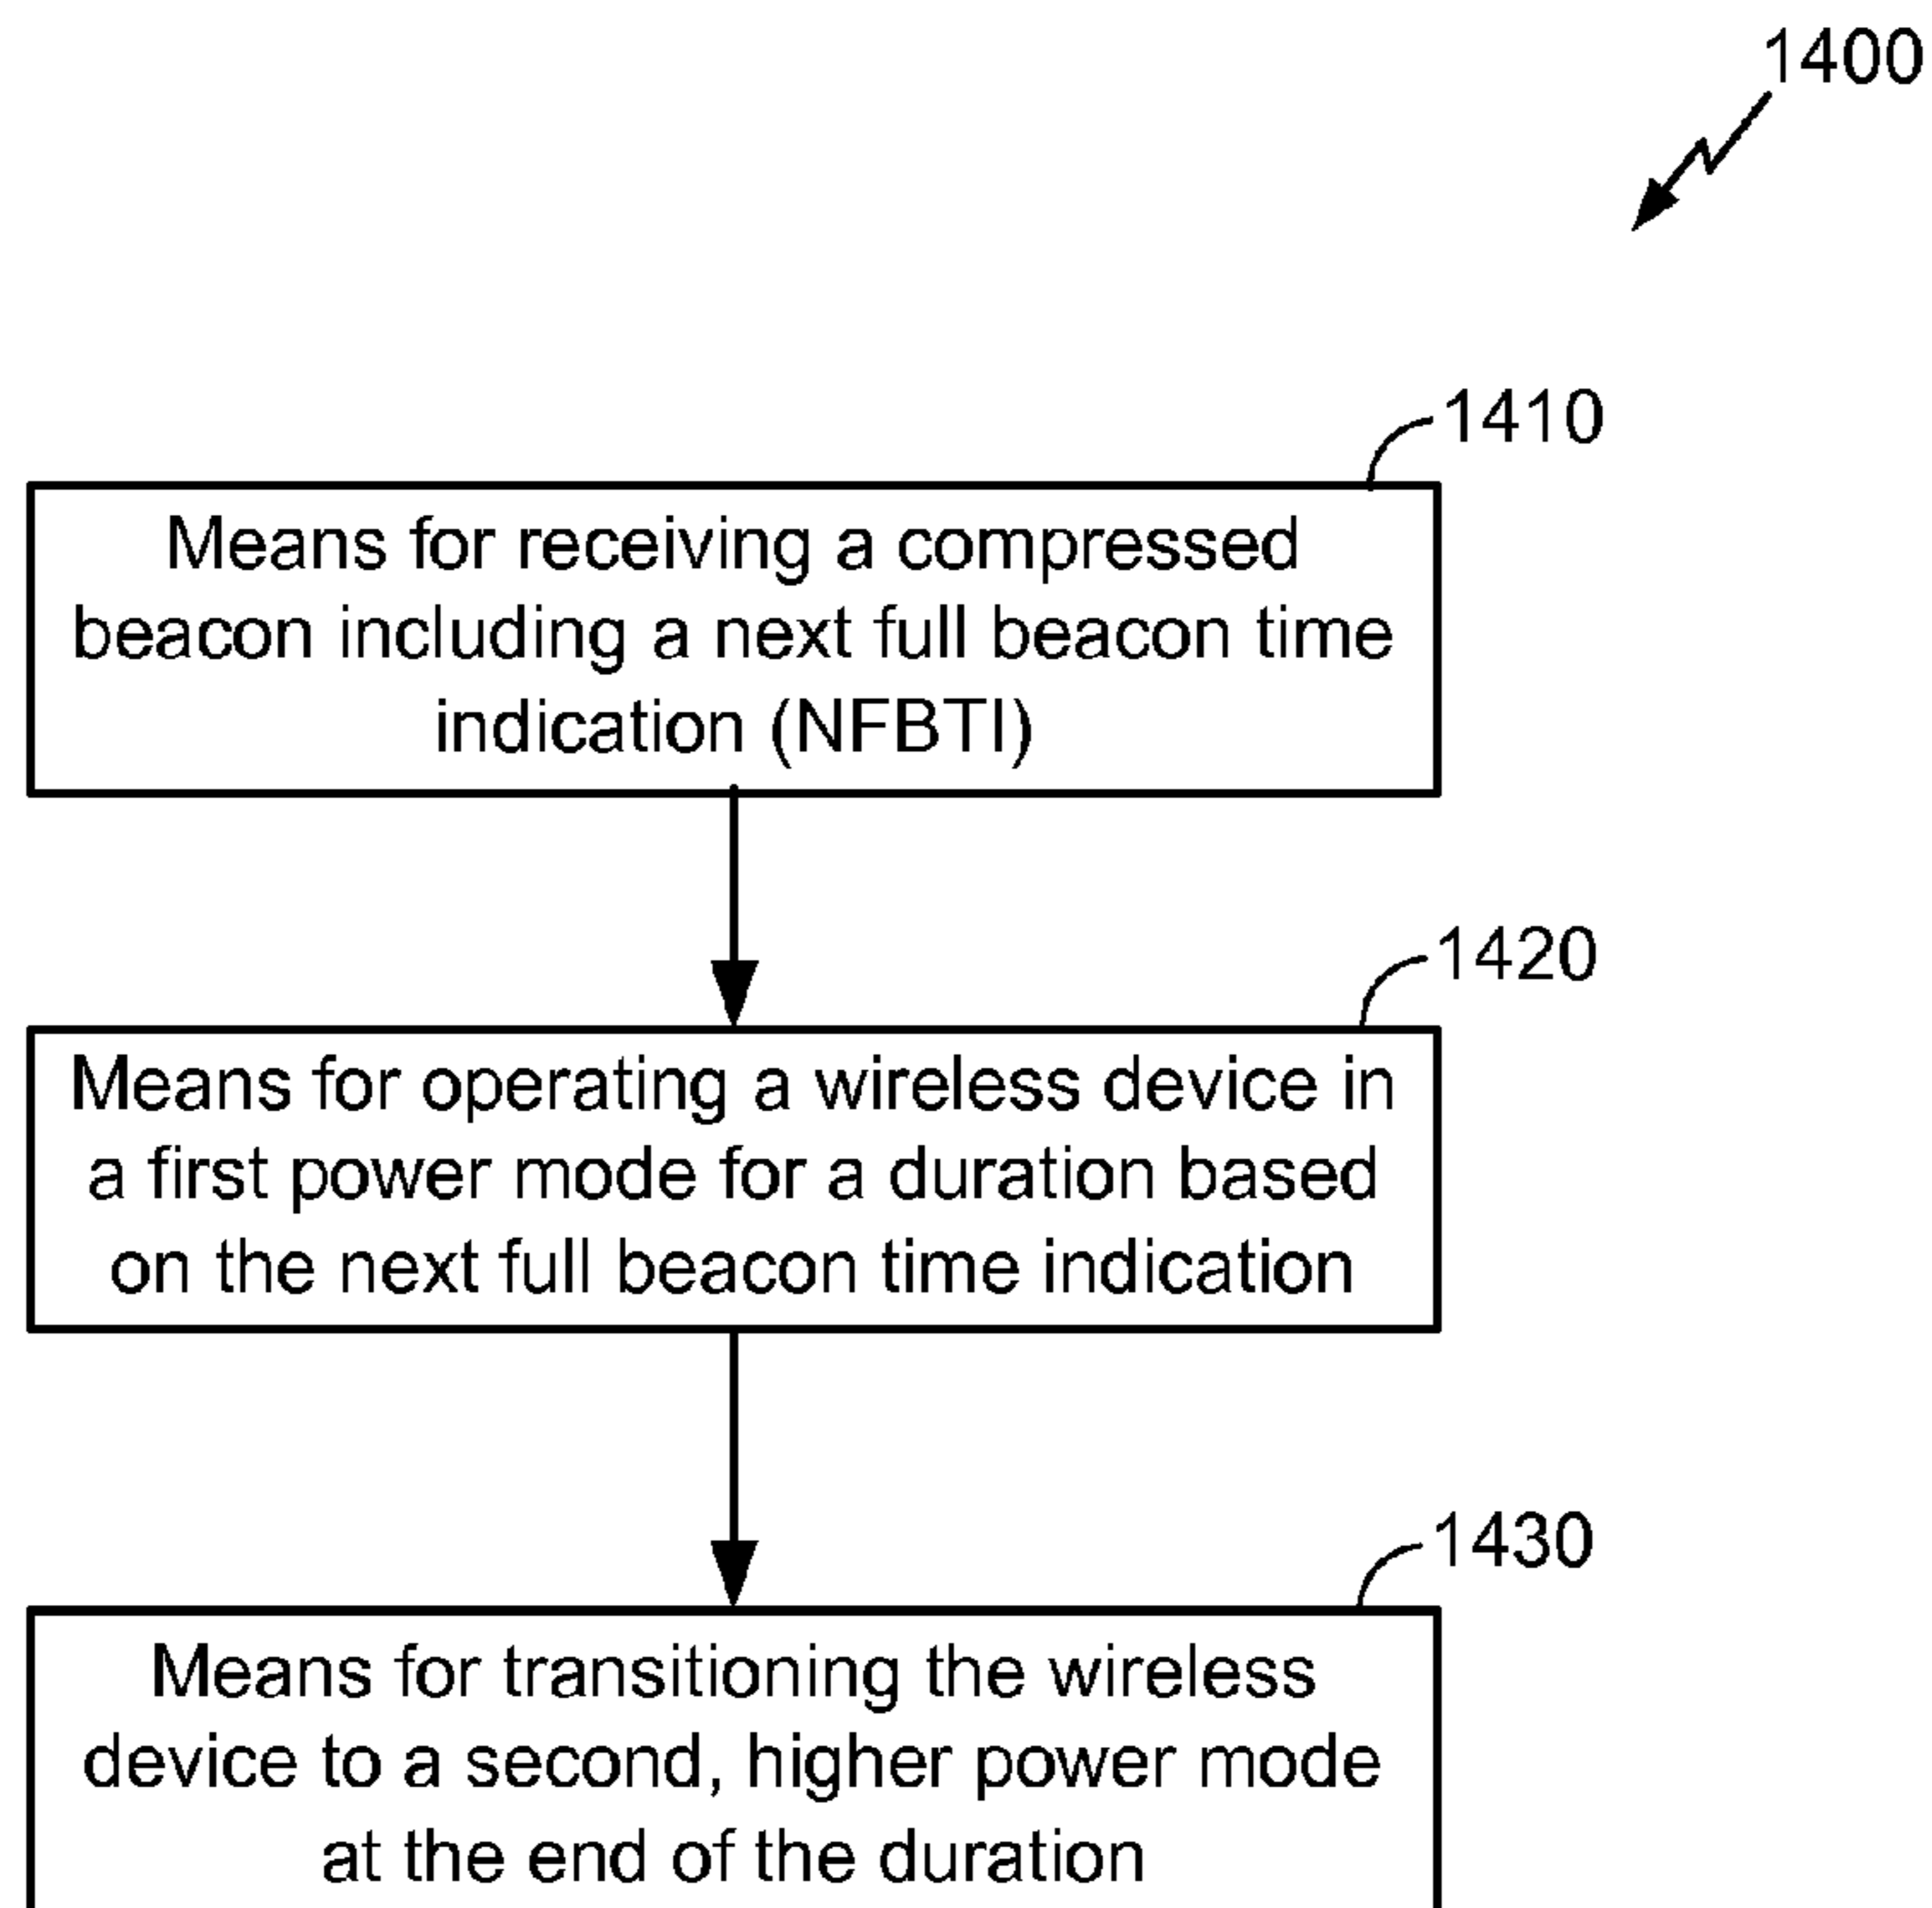 1400
1410
Means for receiving a compressed
beacon including a next full beacon time
indication (NFBTI)
1420
Means for operating a wireless device in
a first power mode for a duration based
on the next full beacon time indication
1430
Means for transitioning the wireless
device to a second, higher power mode
at the end of the duration